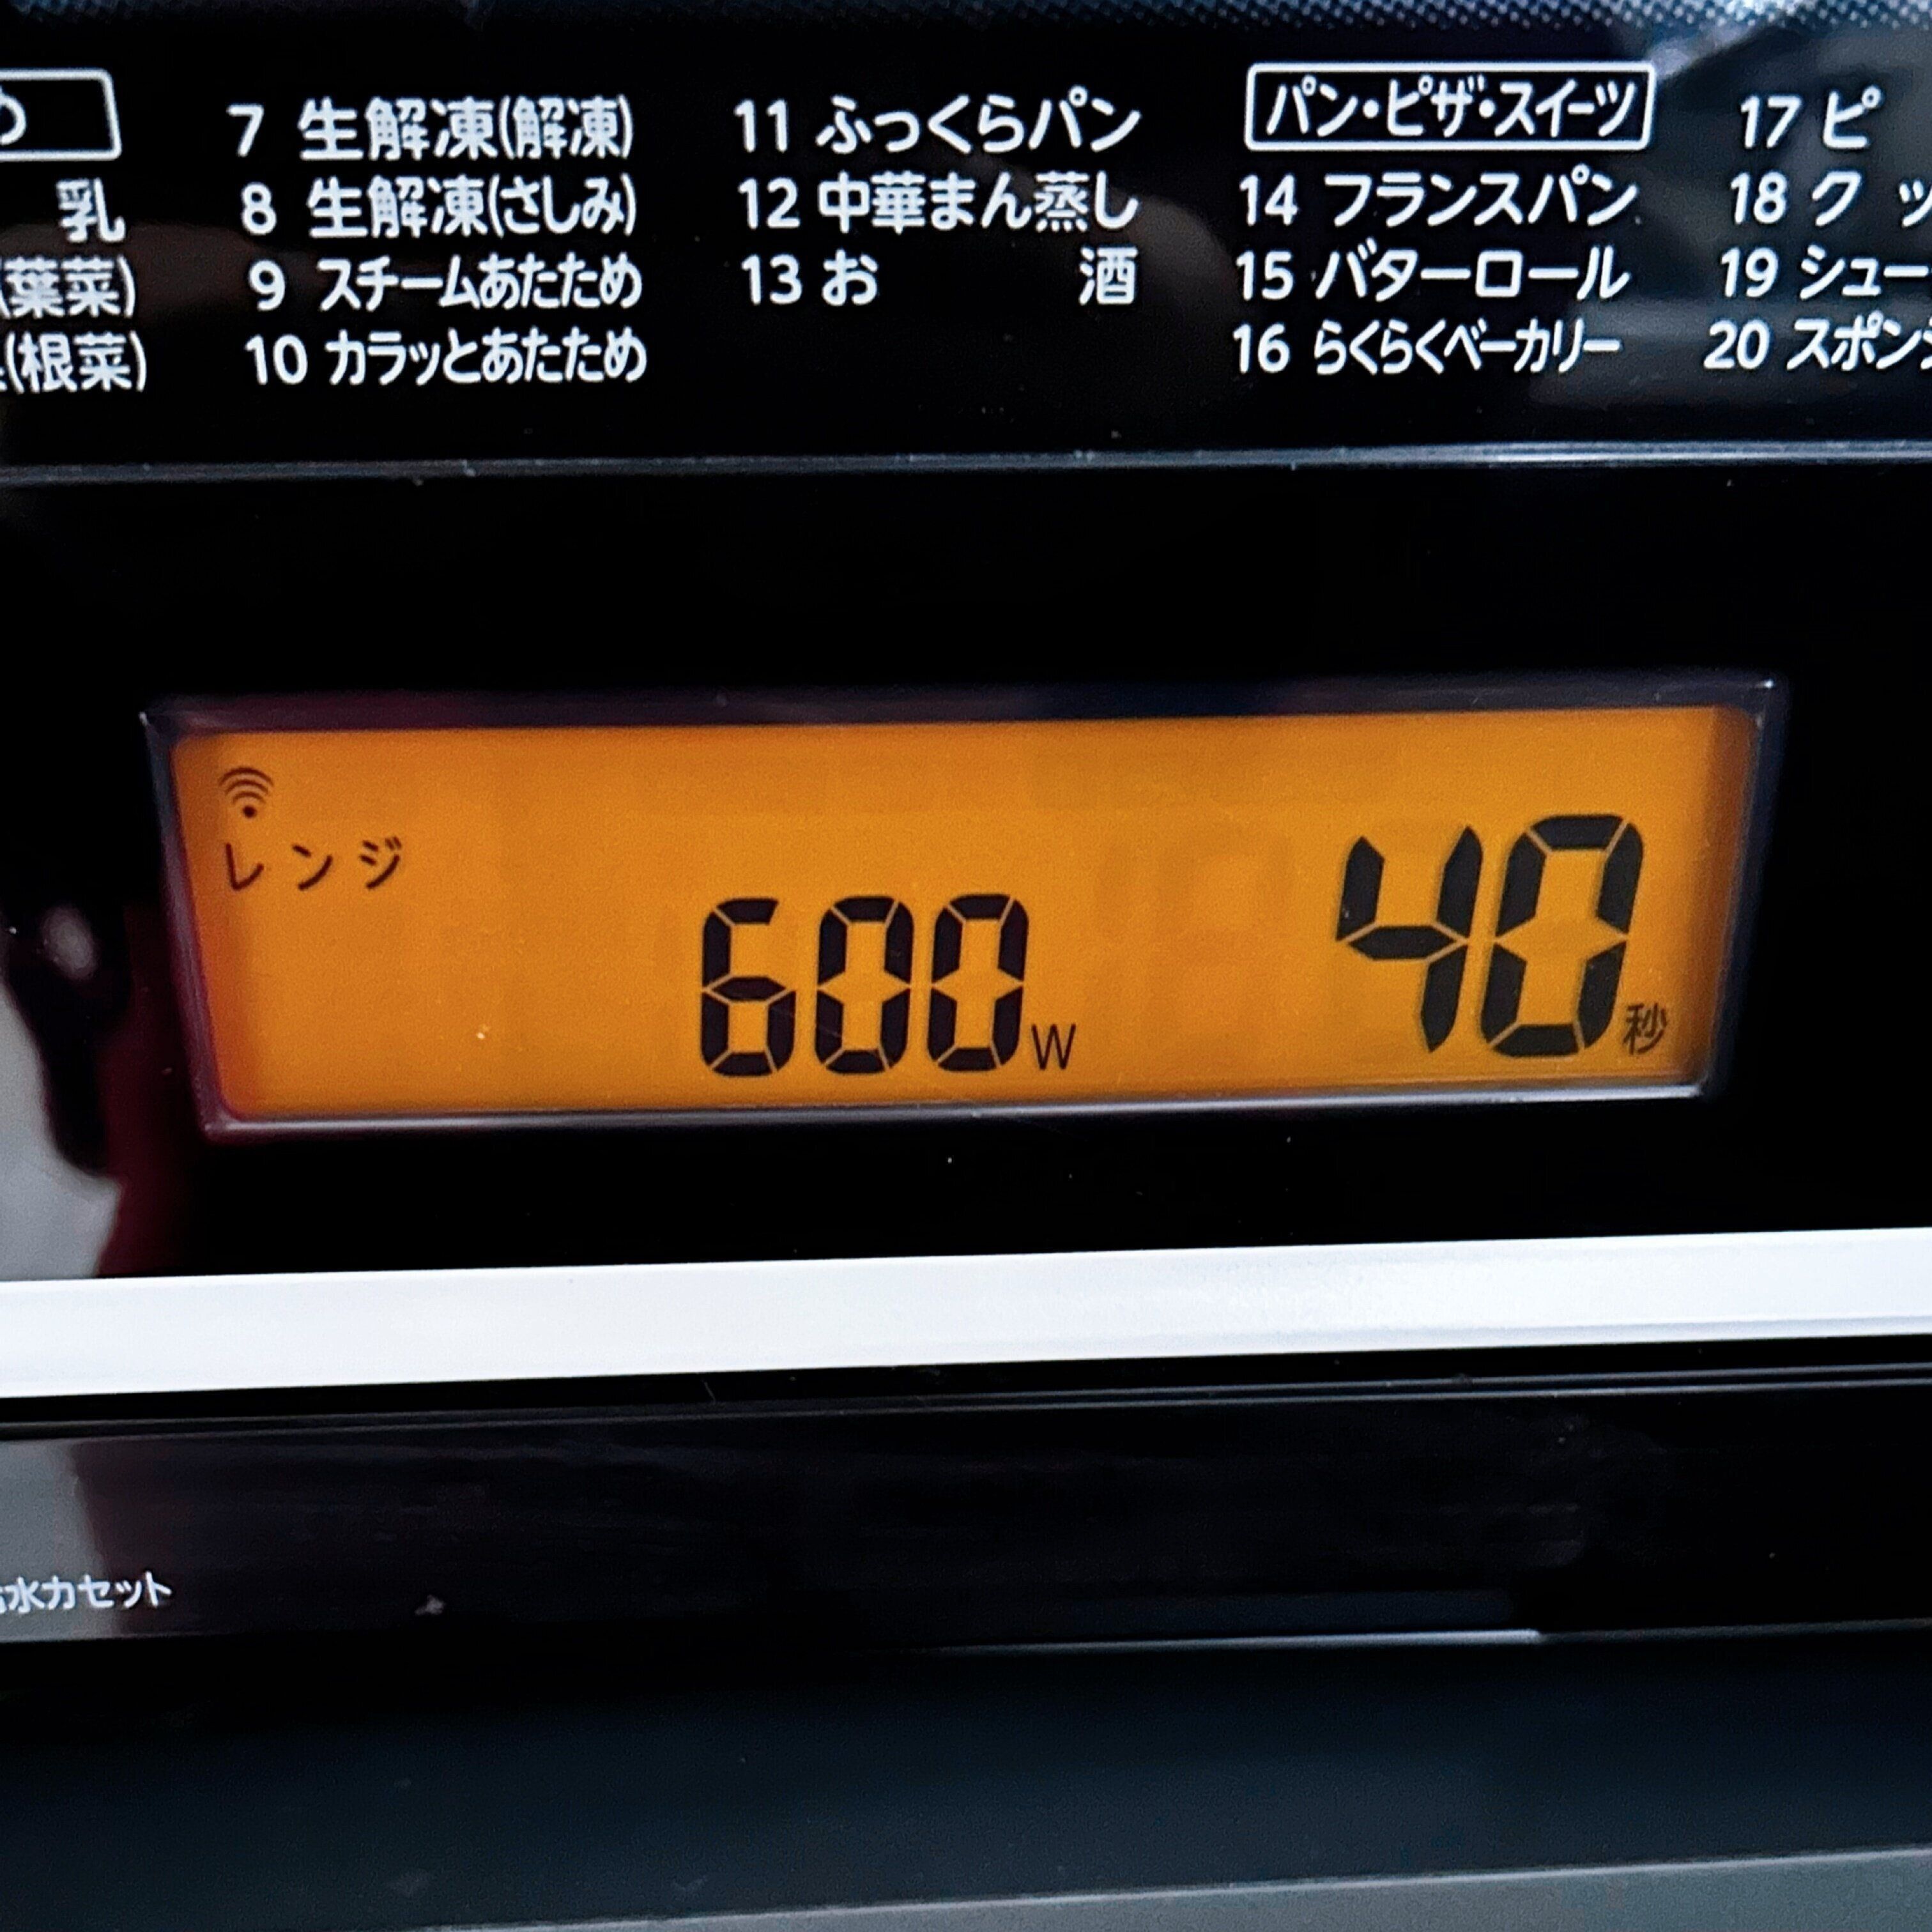 7 生解凍(解凍)
8 生解凍(さしみ)
9 スチームあたため
10 カラッとあたため
乳
(葉菜)
(根菜)
11 ふっくらパン
12 中華まん蒸し
13 お酒
パン・ピザ・スイーツ
14 フランスパン
15 バターロール
16 らくらくベーカリー
17 ピ
18 クッ
19 シュー
20 スポン
レンジ
600W
40秒
水カセット